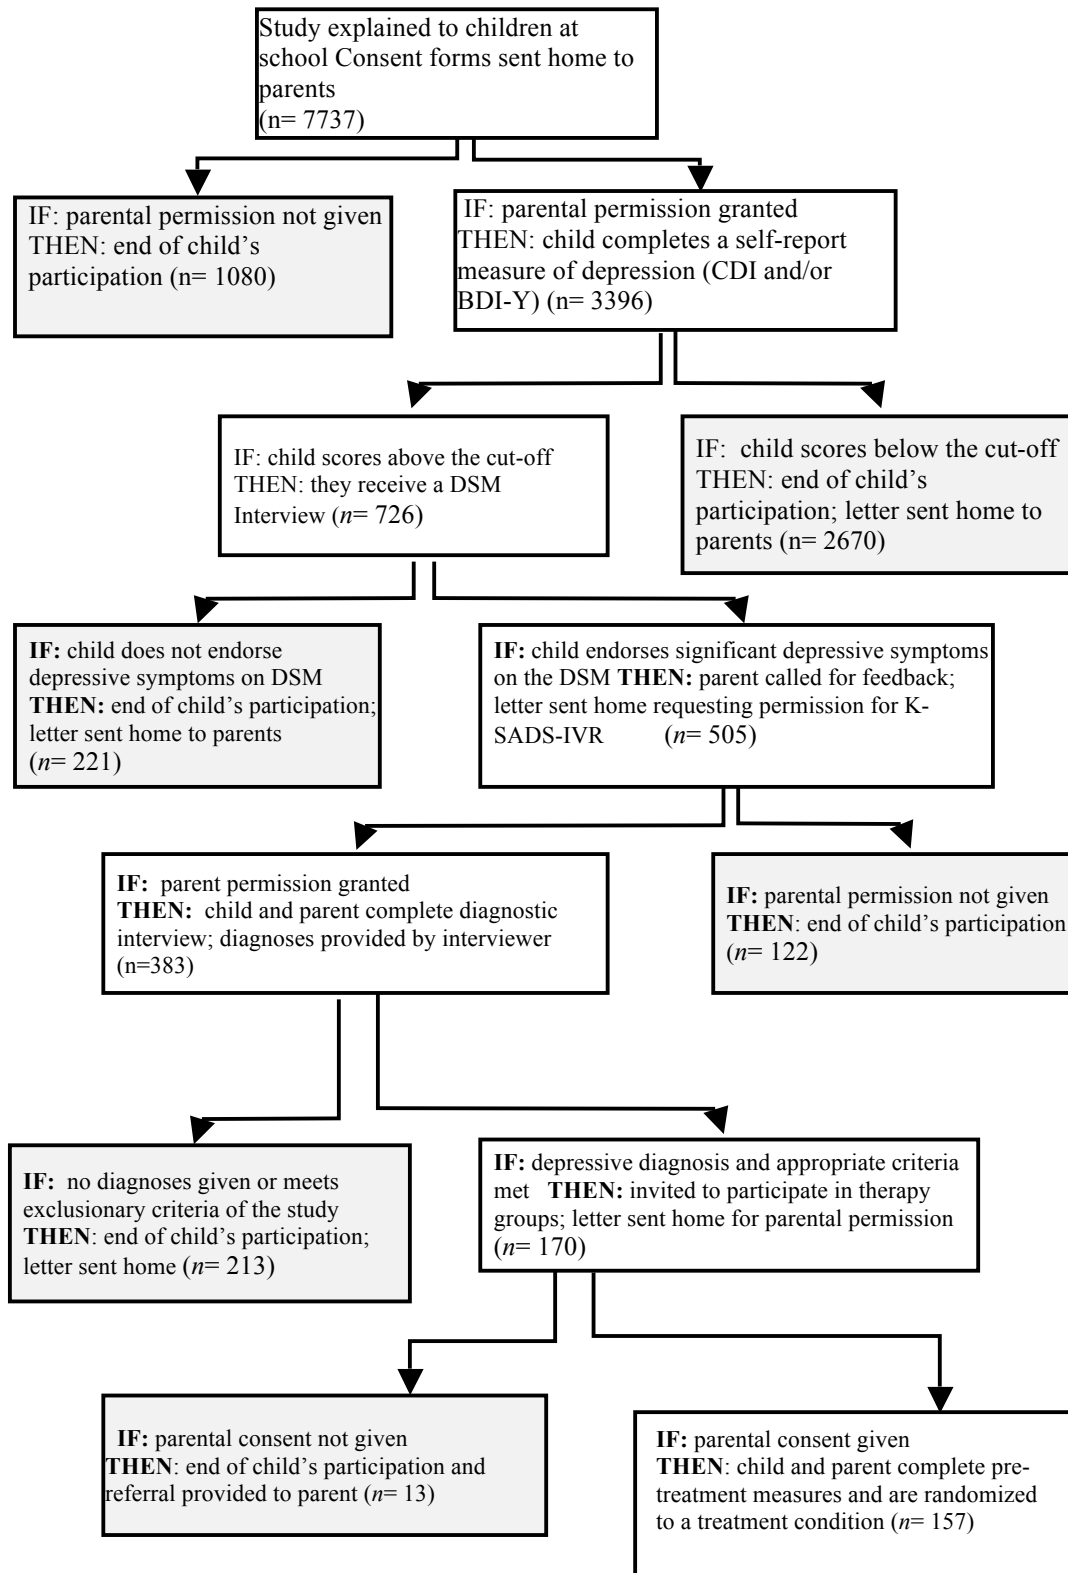 Study explained to children at
school Consent forms sent home to
parents
(n= 7737)
IF: parental permission not given
THEN: end of child’s
participation (n= 1080)
IF: parental permission granted
THEN: child completes a self-report
measure of depression (CDI and/or
BDI-Y) (n= 3396)
IF: child scores above the cut-off
THEN: they receive a DSM
Interview (n= 726)
IF: child scores below the cut-off
THEN: end of child’s
participation; letter sent home to
parents (n= 2670)
IF: child does not endorse
depressive symptoms on DSM
THEN: end of child’s participation;
letter sent home to parents
(n= 221)
IF: child endorses significant depressive symptoms
on the DSM THEN: parent called for feedback;
letter sent home requesting permission for K-
SADS-IVR (n= 505)
IF: parent permission granted
THEN: child and parent complete diagnostic
interview; diagnoses provided by interviewer
(n=383)
IF: parental permission not given
THEN: end of child’s participation
(n= 122)
IF: no diagnoses given or meets
exclusionary criteria of the study
THEN: end of child’s participation;
letter sent home (n= 213)
IF: depressive diagnosis and appropriate criteria
met THEN: invited to participate in therapy
groups; letter sent home for parental permission
(n= 170)
IF: parental consent not given
THEN: end of child’s participation and
referral provided to parent (n= 13)
IF: parental consent given
THEN: child and parent complete pre-
treatment measures and are randomized
to a treatment condition (n= 157)